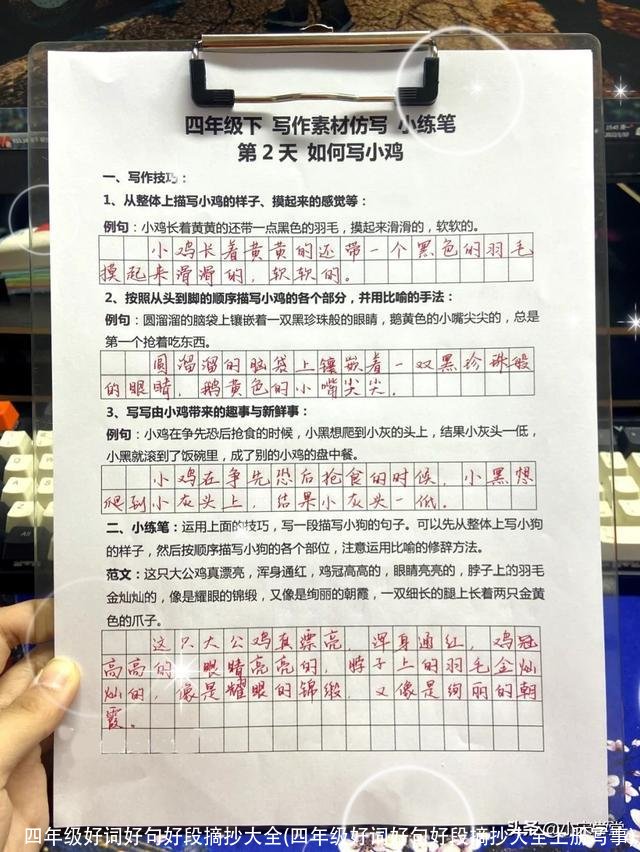 四年级下 写作素材仿写 小练笔
第2天 如何写小鸡
一、写作技巧：
1、从整体上描写小鸡的样子、摸起来的感觉等：
例句：小鸡长着黄黄的还带一点黑色的羽毛，摸起来滑滑的，软软的。
小鸡长着黄黄的还带一个黑色的羽毛
摸起来滑滑的，软软的。
2、按照从头到脚的顺序描写小鸡的各个部分，并用比喻的手法：
例句：圆溜溜的脑袋上镶嵌着一双黑珍珠般的眼睛，鹅黄色的小嘴尖尖的，总是
第一个抢着吃东西。
圆溜溜的脑袋上镶嵌着一双黑珍珠般
的眼睛，鹅黄色的小嘴尖尖。
3、写写由小鸡带来的趣事与新鲜事：
例句：小鸡在争先恐后抢食的时候，小黑想爬到小灰的头上，结果小灰头一低，
小黑就滚到了饭碗里，成了别的小鸡的盘中餐。
小鸡在争先恐后抢食的时候，小黑想
爬到小灰头上，结果小灰头一低。
二、小练笔：运用上面的技巧，写一段描写小狗的句子。可以先从整体上写小狗
的样子，然后按顺序描写小狗的各个部位，注意运用比喻的修辞方法。
范文：这只大公鸡真漂亮，浑身通红，鸡冠高高的，眼睛亮亮的，脖子上的羽毛
金灿灿的，像是耀眼的锦缎，又像是绚丽的朝霞，一双细长的腿上长着两只金黄
色的爪子。
这只大公鸡真漂亮，浑身通红，鸡冠
高高的，眼睛亮亮的，脖子上的羽毛金灿
灿的，像是耀眼的锦缎，又像是绚丽的朝
霞。
头条@小六堂堂
四年级好词好句好段摘抄大全(四年级好词好句好段摘抄大全上册写事)